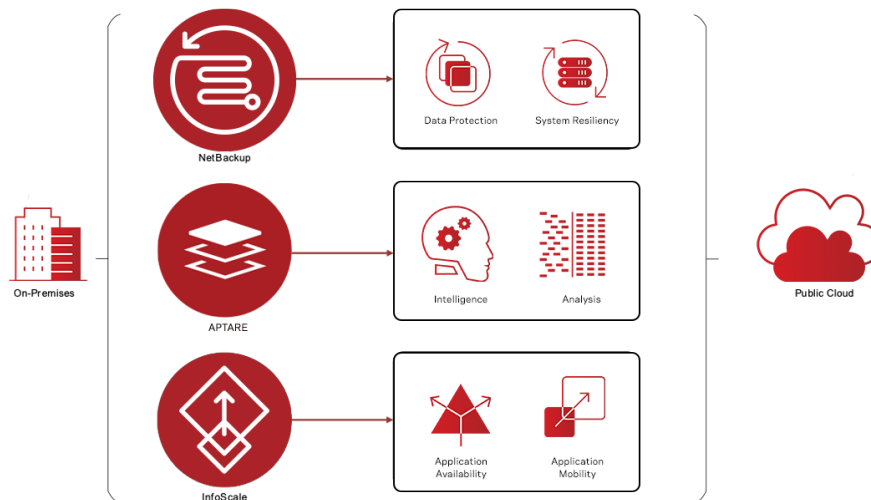 NetBackup
Data Protection
System Resiliency
On-Premises
APTARE
Intelligence
Analysis
Public Cloud
InfoScale
Application
Availability
Application
Mobility